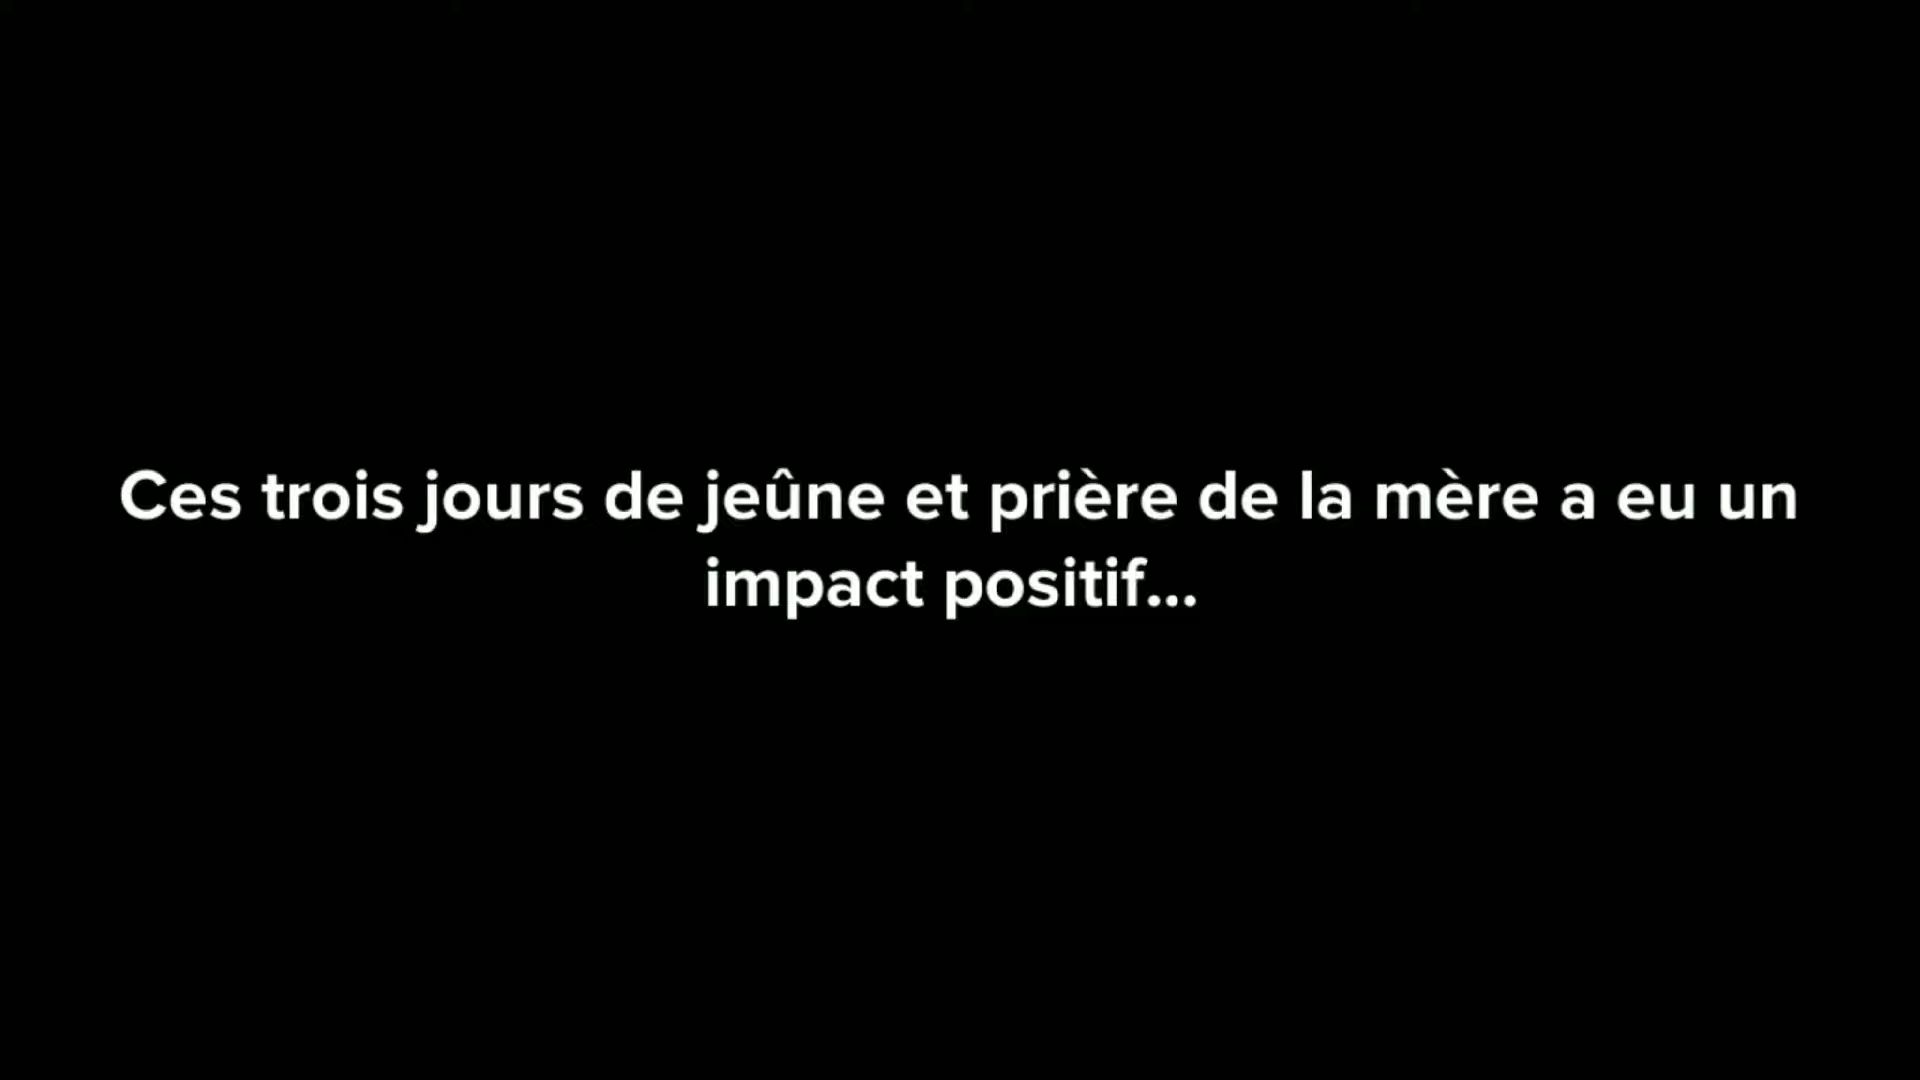 Ces trois jours de jeûne et prière de la mère a eu un
impact positif...